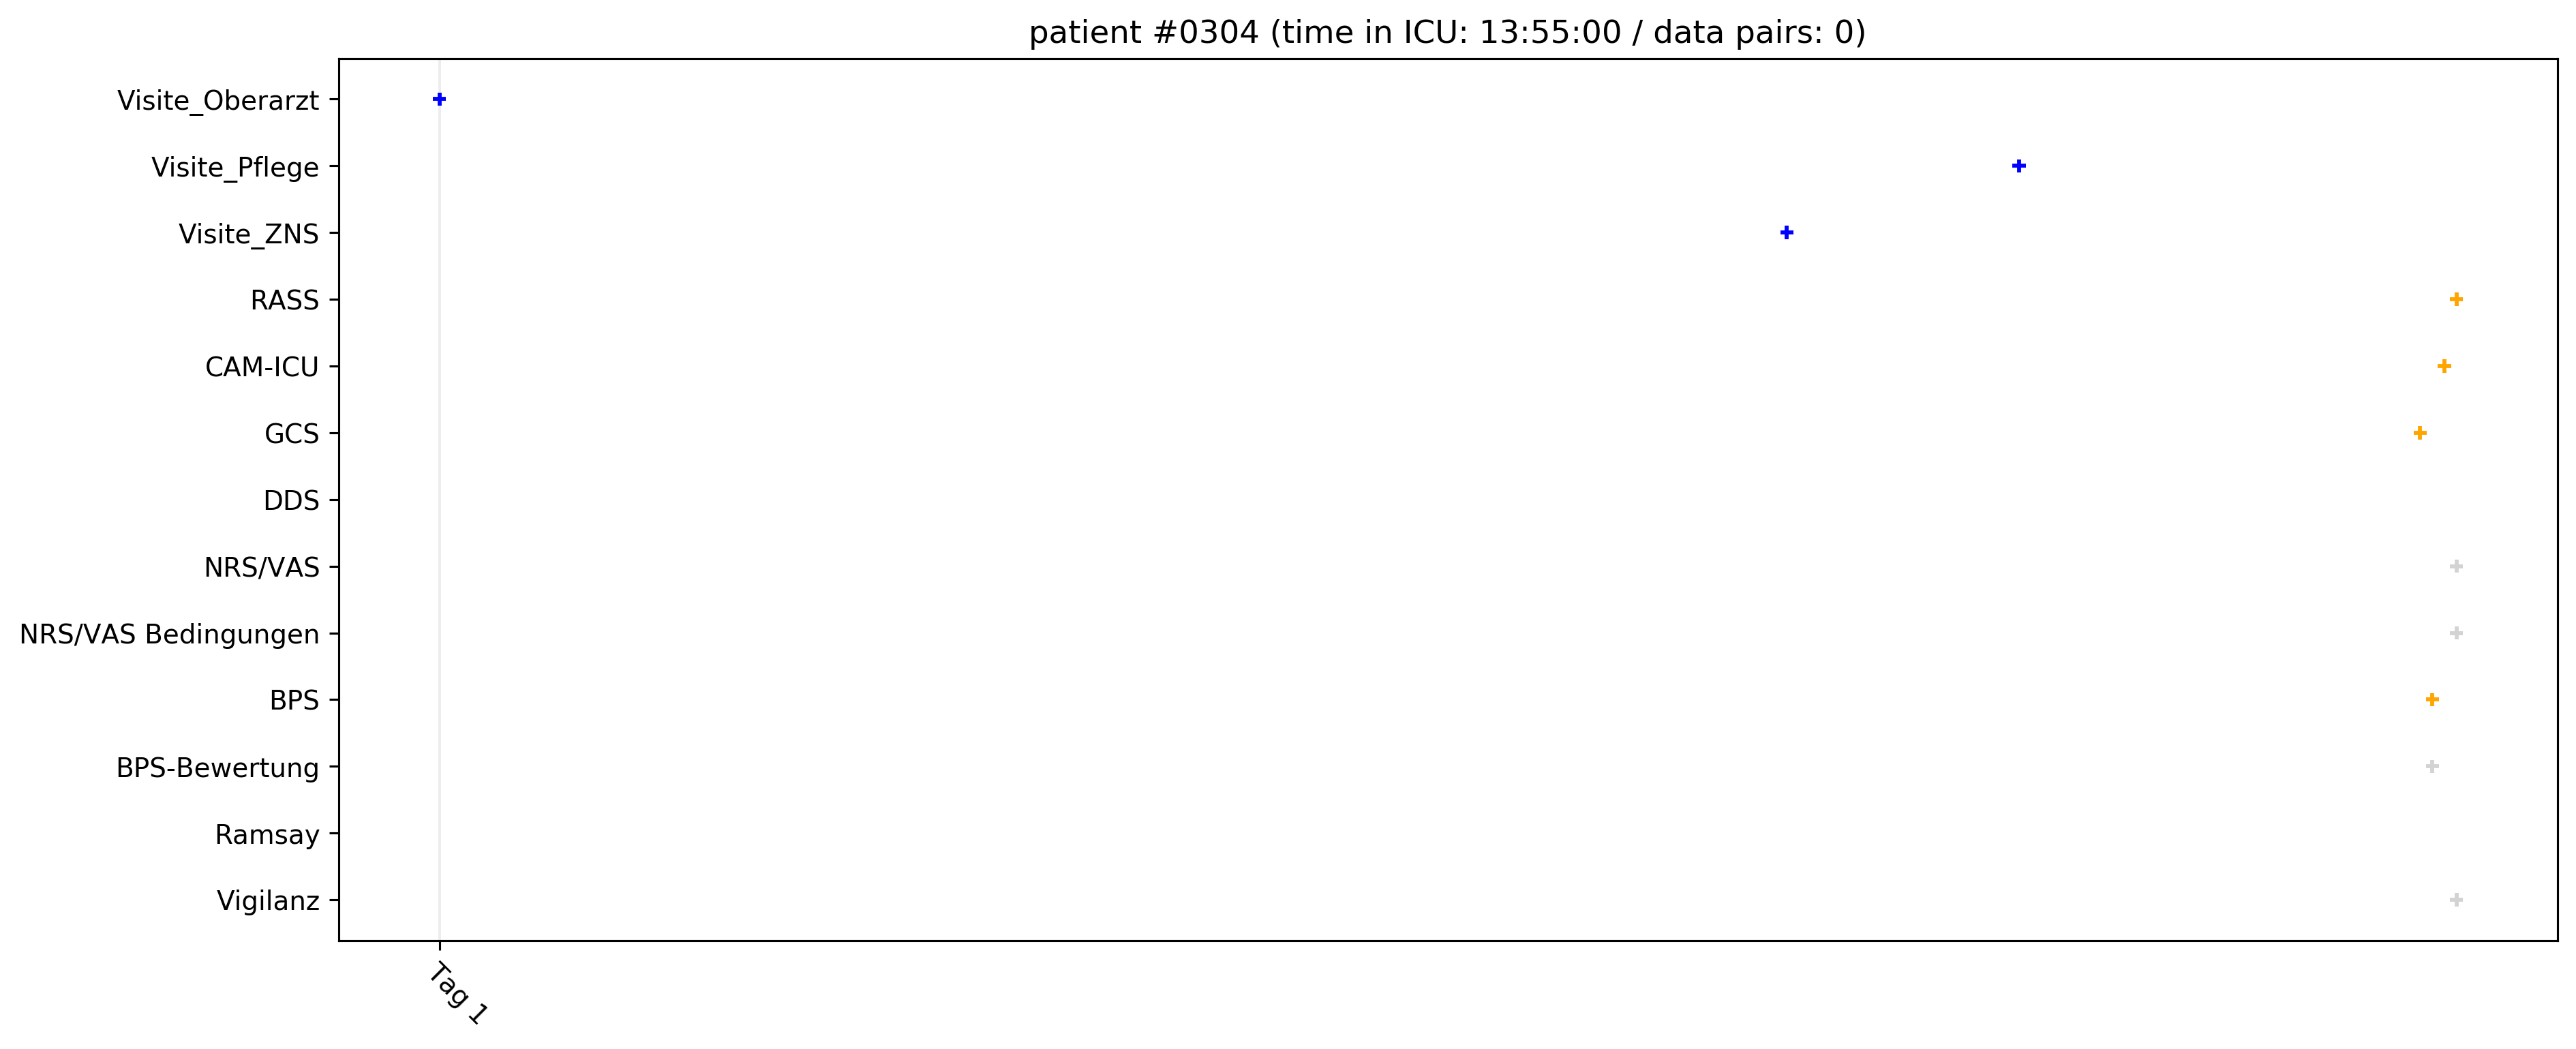 patient #0304 (time in ICU: 13:55:00 / data pairs: 0)
Visite_Oberarzt
Visite_Pflege
Visite_ZNS
RASS
CAM-ICU
GCS
DDS
NRS/VAS
NRS/VAS Bedingungen
BPS
BPS-Bewertung
Ramsay
Vigilanz
Tag 1